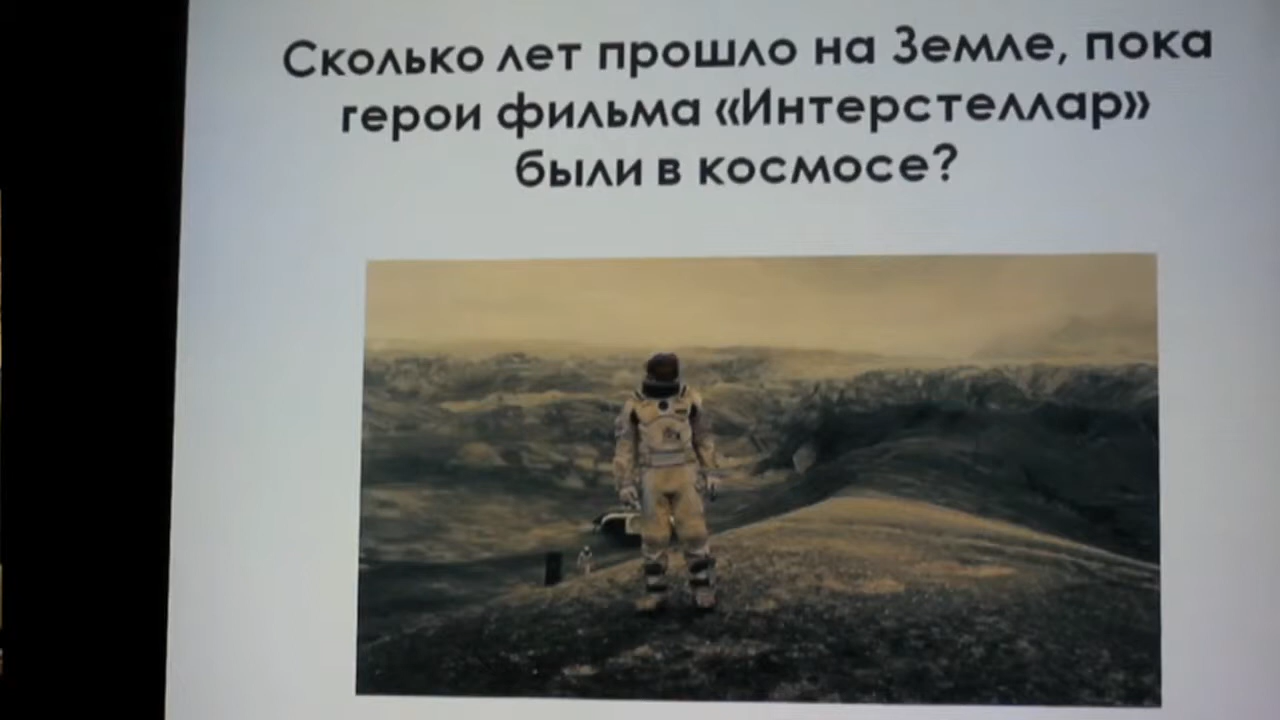 Сколько лет прошло на Земле, пока
герои фильма «Интерстеллар»
были в космосе?